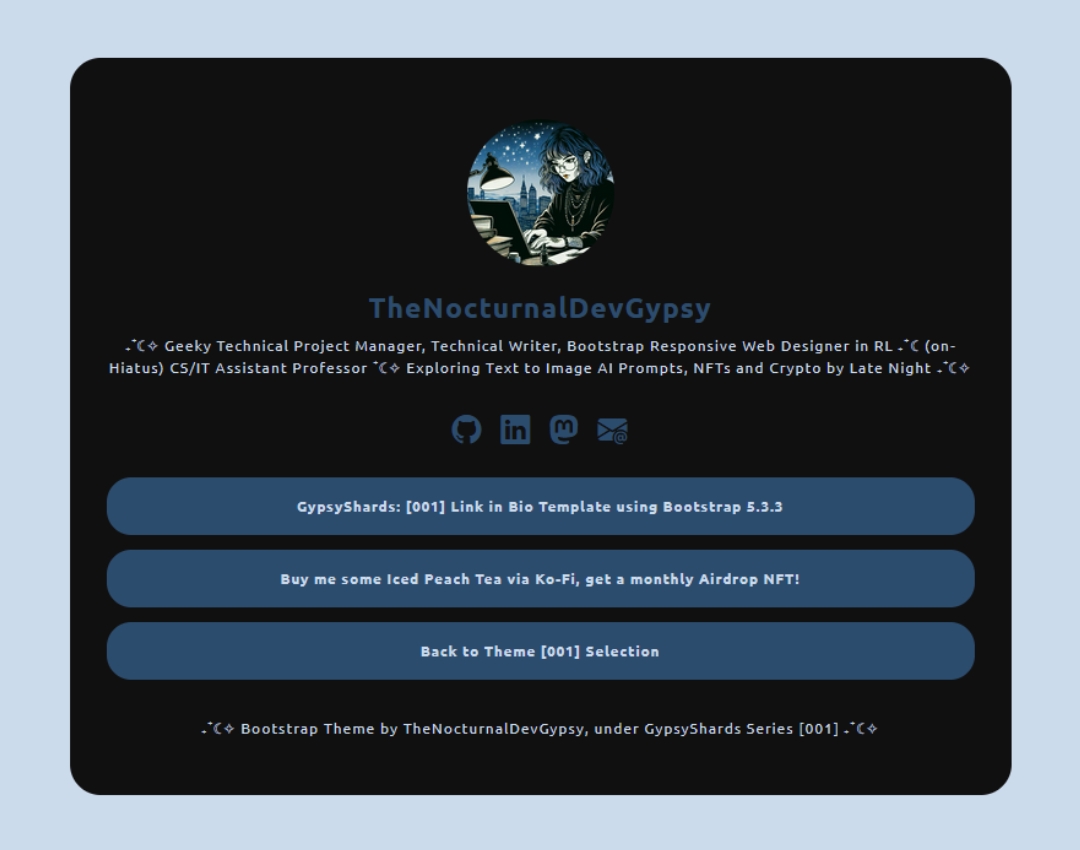 TheNocturnalDevGypsy
₊˚☾✧ Geeky Technical Project Manager, Technical Writer, Bootstrap Responsive Web Designer in RL ₊˚☾ (on-
Hiatus) CS/IT Assistant Professor ˚☾✧ Exploring Text to Image AI Prompts, NFTs and Crypto by Late Night ₊˚☾✧
GypsyShards: [001] Link in Bio Template using Bootstrap 5.3.3
Buy me some Iced Peach Tea via Ko-Fi, get a monthly Airdrop NFT!
Back to Theme [001] Selection
₊˚☾✧ Bootstrap Theme by TheNocturnalDevGypsy, under GypsyShards Series [001] ₊˚☾✧